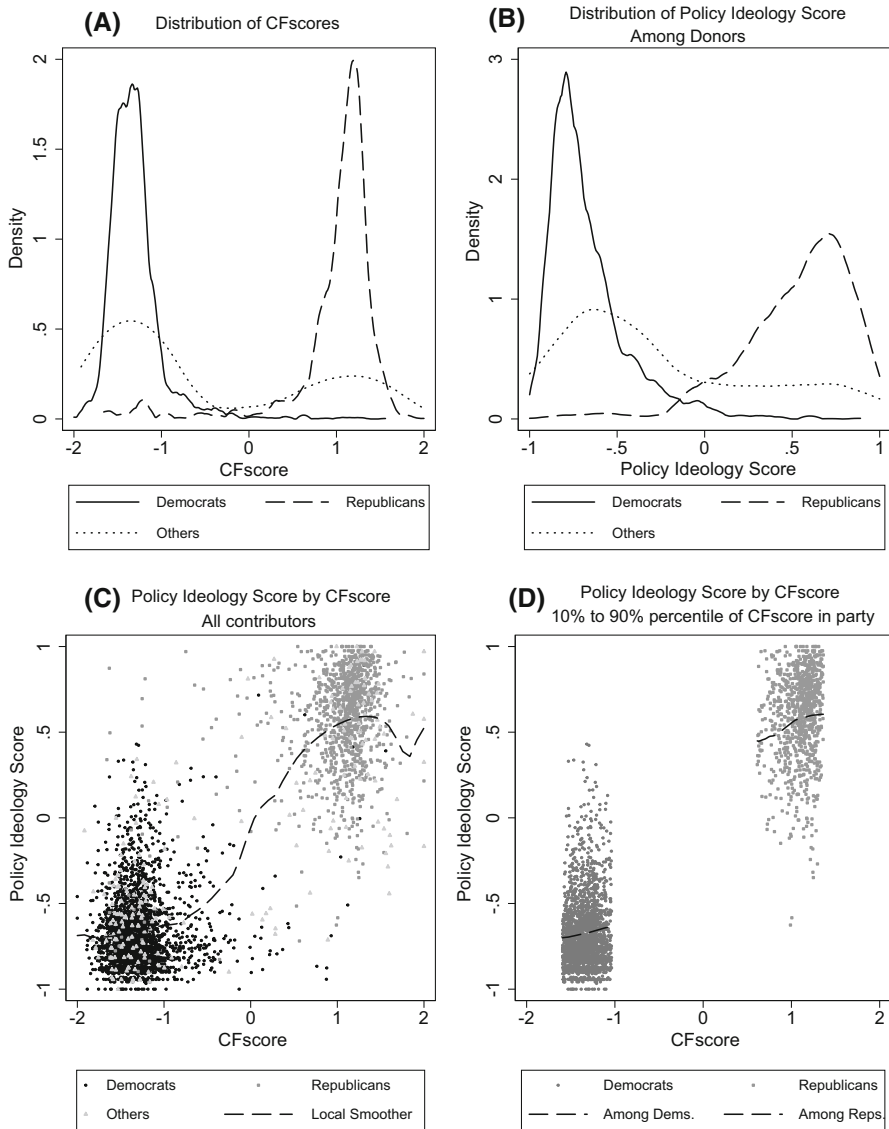 (A) Distribution of CFscores
Density
2
1.5
1
.5
0
-2 -1 0 1 2
CFscore
Democrats Republicans
Others
(B) Distribution of Policy Ideology Score
Among Donors
Density
3
2
1
0
-1 -.5 0 .5 1
Policy Ideology Score
Democrats Republicans
Others
(C) Policy Ideology Score by CFscore
All contributors
Policy Ideology Score
1
.5
0
-.5
-1
-2 -1 0 1 2
CFscore
Democrats Republicans
Others Local Smoother
(D) Policy Ideology Score by CFscore
10% to 90% percentile of CFscore in party
Policy Ideology Score
1
.5
0
-.5
-1
-2 -1 0 1 2
CFscore
Democrats Republicans
Among Dems. Among Reps.